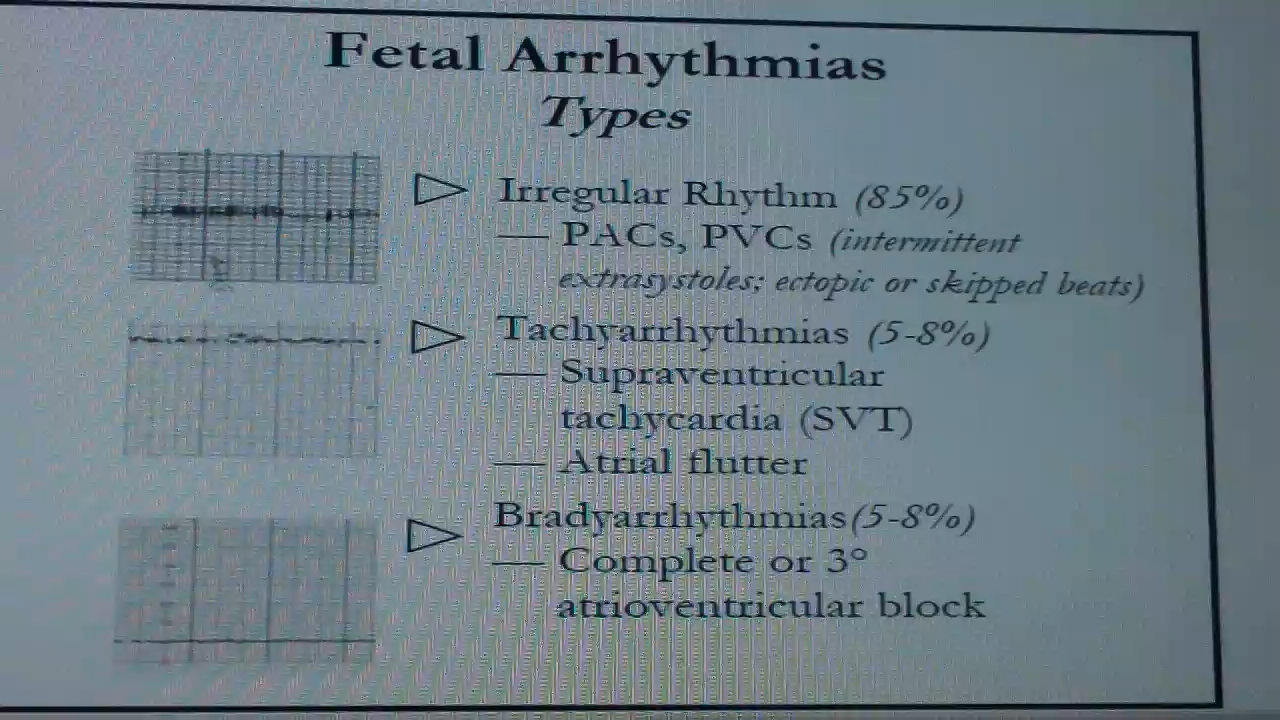 Fetal Arrhythmias
Types
Irregular Rhythm (85%)
— PACs, PVCs (intermittent
extrasystoles; ectopic or skipped beats)
Tachyarrhythmias (5-8%)
— Supraventricular
tachycardia (SVT)
— Atrial flutter
Bradyarrhythmias (5-8%)
— Complete or 3°
atrioventricular block